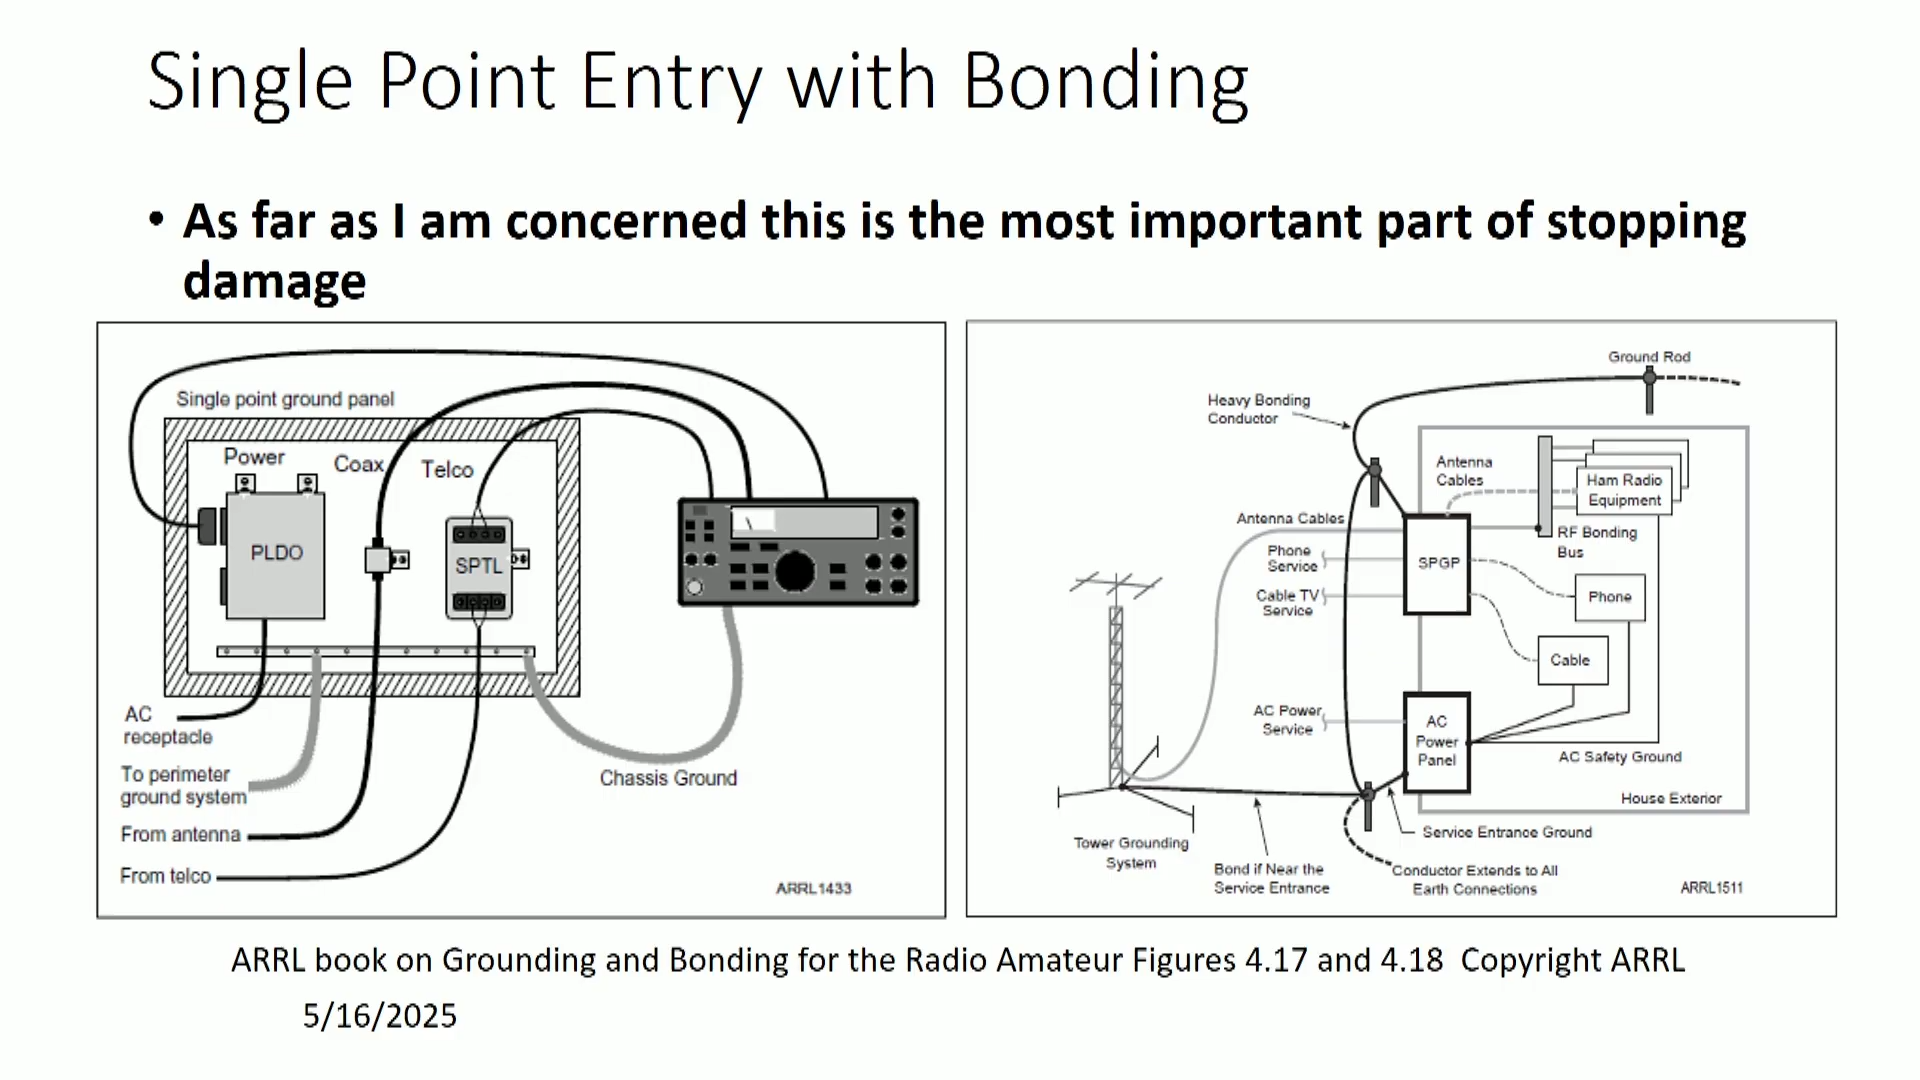 Single Point Entry with Bonding
• As far as I am concerned this is the most important part of stopping
damage
Single point ground panel
Power
Coax
Telco
PLDO
SPTL
AC
receptacle
To perimeter
ground system
From antenna
From telco
Chassis Ground
ARRL1433
Ground Rod
Heavy Bonding
Conductor
Antenna
Cables
Ham Radio
Equipment
Antenna Cables
RF Bonding
Bus
Phone
Service
SPGP
Cable TV
Service
Phone
Cable
AC Power
Service
AC
Power
Panel
AC Safety Ground
House Exterior
Service Entrance Ground
Tower Grounding
System
Bond if Near the
Service Entrance
Conductor Extends to All
Earth Connections
ARRL1511
ARRL book on Grounding and Bonding for the Radio Amateur Figures 4.17 and 4.18 Copyright ARRL
5/16/2025